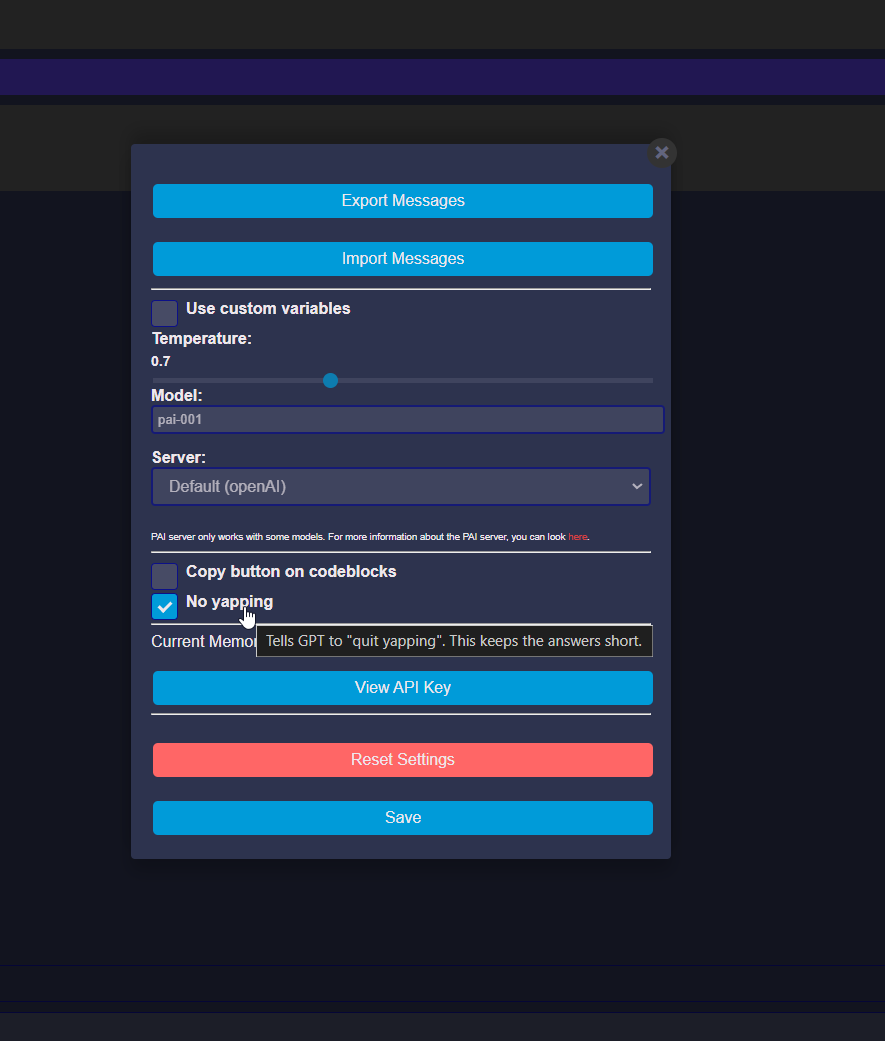 Export Messages
Import Messages
Use custom variables
Temperature:
0.7
Model:
pai-001
Server:
Default (openAI)
PAI server only works with some models. For more information about the PAI server, you can look here.
Copy button on codeblocks
No yapping
Current Memor
Tells GPT to "quit yapping". This keeps the answers short.
View API Key
Reset Settings
Save